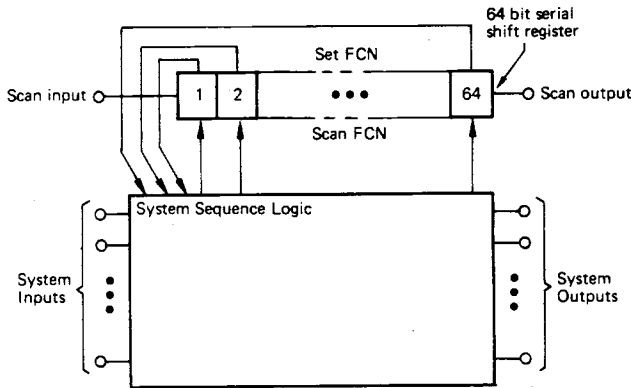 64 bit serial
shift register
Set FCN
Scan input
1
2
64
Scan output
Scan FCN
System Sequence Logic
System
Inputs
System
Outputs